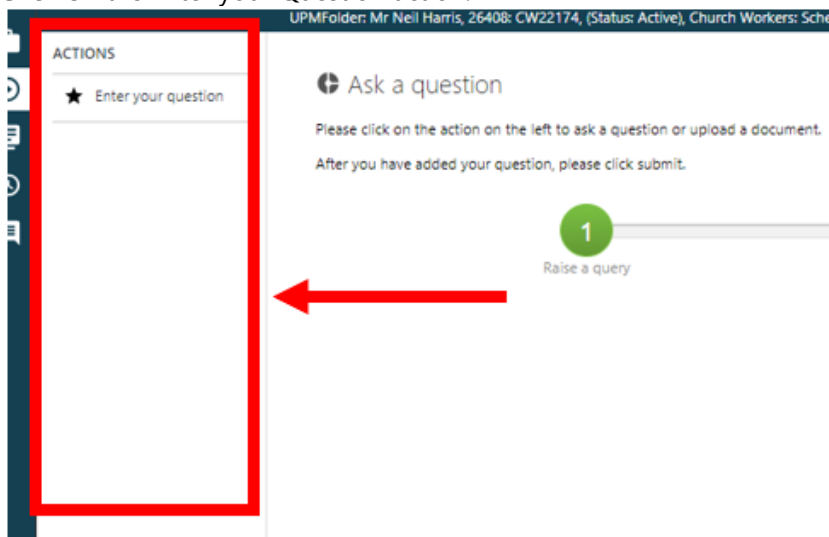 UPMFolder: Mr Neil Harris, 26408: CW22174, (Status: Active), Church Workers: Sche
ACTIONS
Enter your question
Ask a question
Please click on the action on the left to ask a question or upload a document.
After you have added your question, please click submit.
1
Raise a query